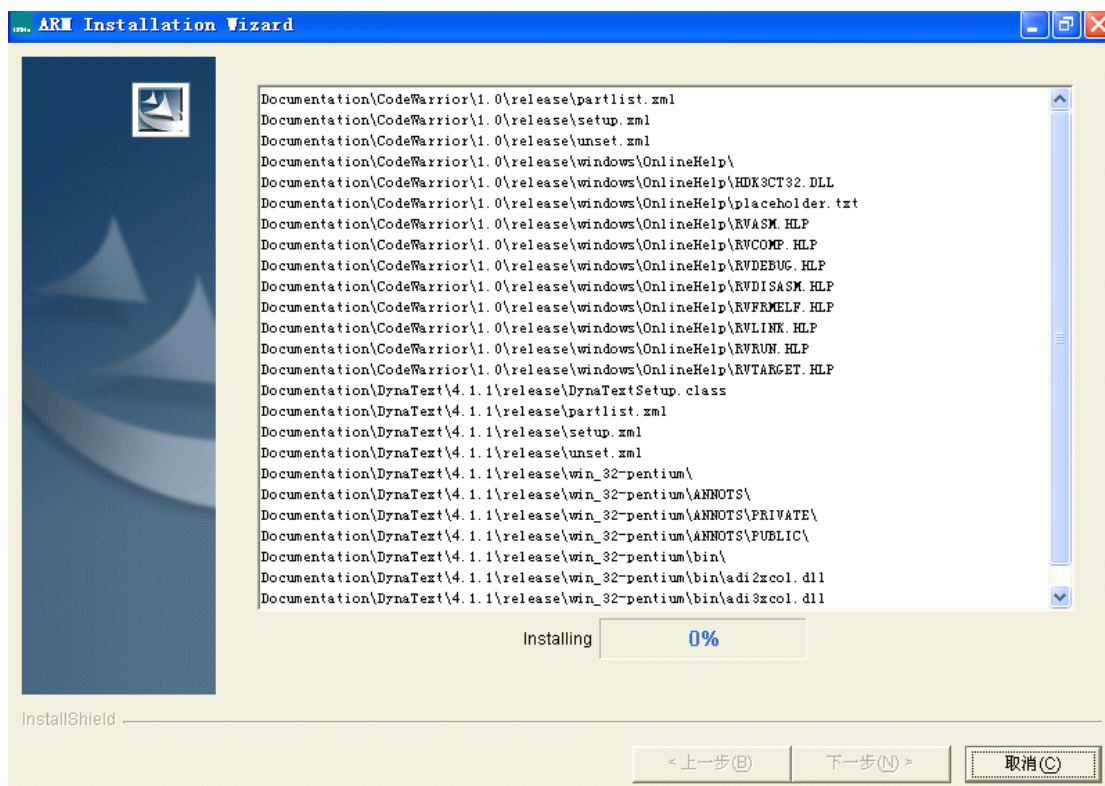 ARM Installation Wizard
Documentation\CodeWarrior\1.0\release\partlist.xml
Documentation\CodeWarrior\1.0\release\setup.xml
Documentation\CodeWarrior\1.0\release\unset.xml
Documentation\CodeWarrior\1.0\release\windows\OnlineHelp\
Documentation\CodeWarrior\1.0\release\windows\OnlineHelp\HDK3CT32.DLL
Documentation\CodeWarrior\1.0\release\windows\OnlineHelp\placeholder.txt
Documentation\CodeWarrior\1.0\release\windows\OnlineHelp\RVASM.HLP
Documentation\CodeWarrior\1.0\release\windows\OnlineHelp\RVCOMP.HLP
Documentation\CodeWarrior\1.0\release\windows\OnlineHelp\RVDEBUG.HLP
Documentation\CodeWarrior\1.0\release\windows\OnlineHelp\RVDISASM.HLP
Documentation\CodeWarrior\1.0\release\windows\OnlineHelp\RVFRMELF.HLP
Documentation\CodeWarrior\1.0\release\windows\OnlineHelp\RVLINK.HLP
Documentation\CodeWarrior\1.0\release\windows\OnlineHelp\RVRUN.HLP
Documentation\CodeWarrior\1.0\release\windows\OnlineHelp\RVTARGET.HLP
Documentation\DynaText\4.1.1\release\DynaTextSetup.class
Documentation\DynaText\4.1.1\release\partlist.xml
Documentation\DynaText\4.1.1\release\setup.xml
Documentation\DynaText\4.1.1\release\unset.xml
Documentation\DynaText\4.1.1\release\win_32-pentium\
Documentation\DynaText\4.1.1\release\win_32-pentium\ANNOTS\
Documentation\DynaText\4.1.1\release\win_32-pentium\ANNOTS\PRIVATE\
Documentation\DynaText\4.1.1\release\win_32-pentium\ANNOTS\PUBLIC\
Documentation\DynaText\4.1.1\release\win_32-pentium\bin\
Documentation\DynaText\4.1.1\release\win_32-pentium\bin\adi2xcol.dll
Documentation\DynaText\4.1.1\release\win_32-pentium\bin\adi3xcol.dll
Installing 0%
InstallShield
< 上一步(B) 下一步(N) > 取消(C)